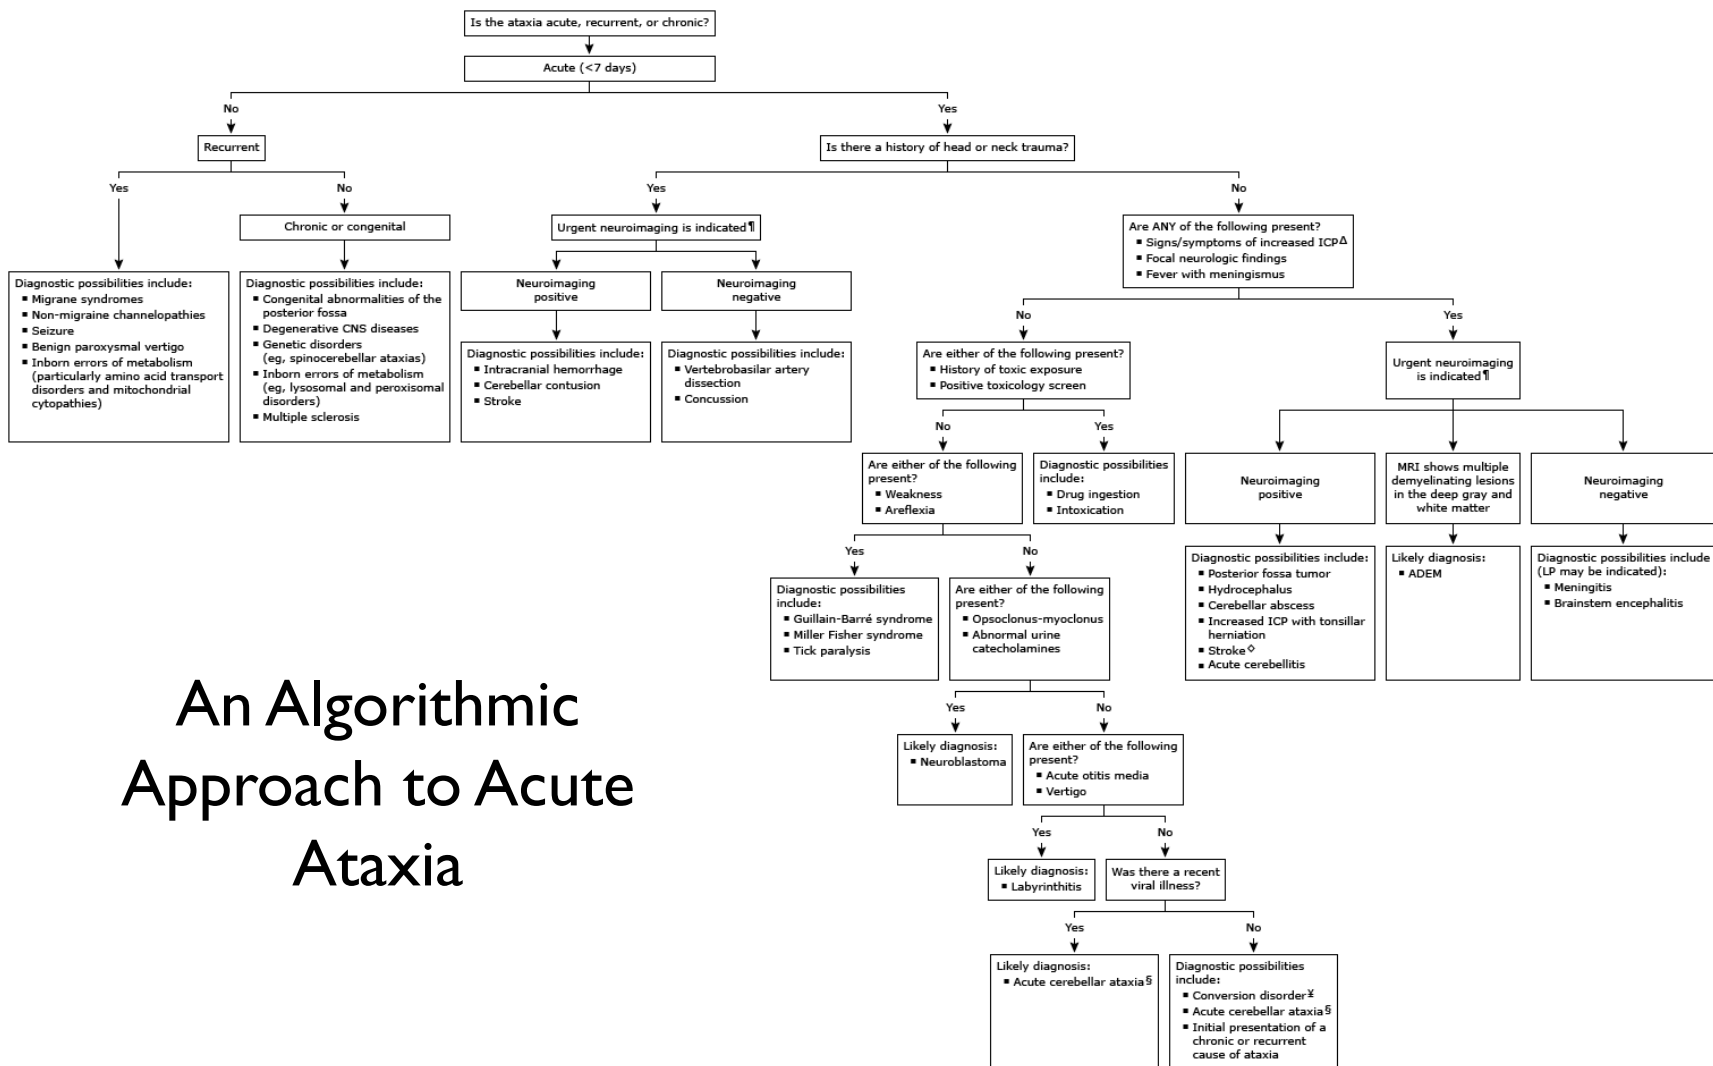 Is the ataxia acute, recurrent, or chronic?
Acute (<7 days)
No
Yes
Recurrent
Is there a history of head or neck trauma?
Yes
No
Yes
No
Chronic or congenital
Urgent neuroimaging is indicated¶
Are ANY of the following present?
▪ Signs/symptoms of increased ICPΔ
▪ Focal neurologic findings
▪ Fever with meningismus
Diagnostic possibilities include:
▪ Migrane syndromes
▪ Non-migraine channelopathies
▪ Seizure
▪ Benign paroxysmal vertigo
▪ Inborn errors of metabolism
(particularly amino acid transport
disorders and mitochondrial
cytopathies)
Diagnostic possibilities include:
▪ Congenital abnormalities of the
posterior fossa
▪ Degenerative CNS diseases
▪ Genetic disorders
(eg, spinocerebellar ataxias)
▪ Inborn errors of metabolism
(eg, lysosomal and peroxisomal
disorders)
▪ Multiple sclerosis
Neuroimaging
positive
Neuroimaging
negative
Diagnostic possibilities include:
▪ Intracranial hemorrhage
▪ Cerebellar contusion
▪ Stroke
Diagnostic possibilities include:
▪ Vertebrobasilar artery
dissection
▪ Concussion
No
Yes
Are either of the following present?
▪ History of toxic exposure
▪ Positive toxicology screen
Urgent neuroimaging
is indicated¶
No
Yes
Are either of the following
present?
▪ Weakness
▪ Areflexia
Diagnostic possibilities
include:
▪ Drug ingestion
▪ Intoxication
Neuroimaging
positive
MRI shows multiple
demyelinating lesions
in the deep gray and
white matter
Neuroimaging
negative
Yes
No
Diagnostic possibilities include:
▪ Posterior fossa tumor
▪ Hydrocephalus
▪ Cerebellar abscess
▪ Increased ICP with tonsillar
herniation
▪ Stroke◇
▪ Acute cerebellitis
Likely diagnosis:
▪ ADEM
Diagnostic possibilities include
(LP may be indicated):
▪ Meningitis
▪ Brainstem encephalitis
Diagnostic possibilities
include:
▪ Guillain-Barré syndrome
▪ Miller Fisher syndrome
▪ Tick paralysis
Are either of the following
present?
▪ Opsoclonus-myoclonus
▪ Abnormal urine
catecholamines
Yes
No
Likely diagnosis:
▪ Neuroblastoma
Are either of the following
present?
▪ Acute otitis media
▪ Vertigo
Yes
No
Likely diagnosis:
▪ Labyrinthitis
Was there a recent
viral illness?
Yes
No
Likely diagnosis:
▪ Acute cerebellar ataxia§
Diagnostic possibilities
include:
▪ Conversion disorder¥
▪ Acute cerebellar ataxia§
▪ Initial presentation of a
chronic or recurrent
cause of ataxia
An Algorithmic
Approach to Acute
Ataxia